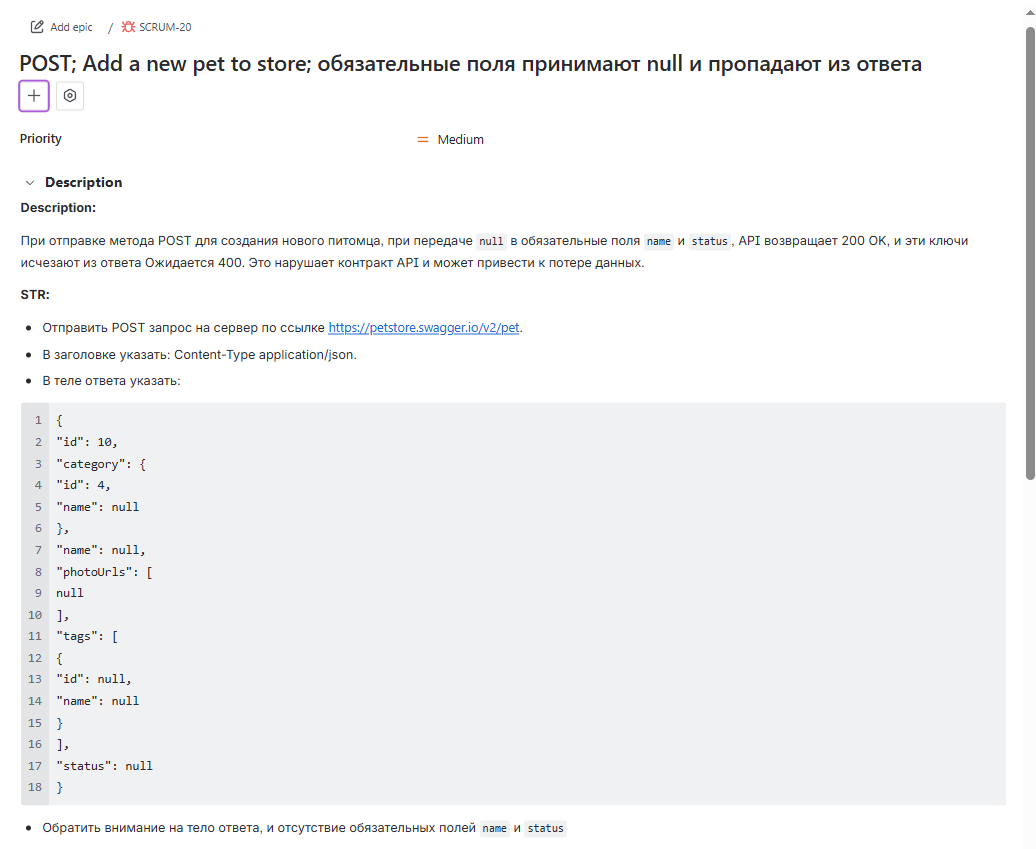 Add epic / SCRUM-20
POST; Add a new pet to store; обязательные поля принимают null и пропадают из ответа
Priority
Medium
Description
Description:
При отправке метода POST для создания нового питомца, при передаче null в обязательные поля name и status, API возвращает 200 OK, и эти ключи
исчезают из ответа Ожидается 400. Это нарушает контракт API и может привести к потере данных.
STR:
• Отправить POST запрос на сервер по ссылке https://petstore.swagger.io/v2/pet.
• В заголовке указать: Content-Type application/json.
• В теле ответа указать:
1 {
2 "id": 10,
3 "category": {
4 "id": 4,
5 "name": null
6 },
7 "name": null,
8 "photoUrls": [
9 null
10 ],
11 "tags": [
12 {
13 "id": null,
14 "name": null
15 }
16 ],
17 "status": null
18 }
• Обратить внимание на тело ответа, и отсутствие обязательных полей name и status